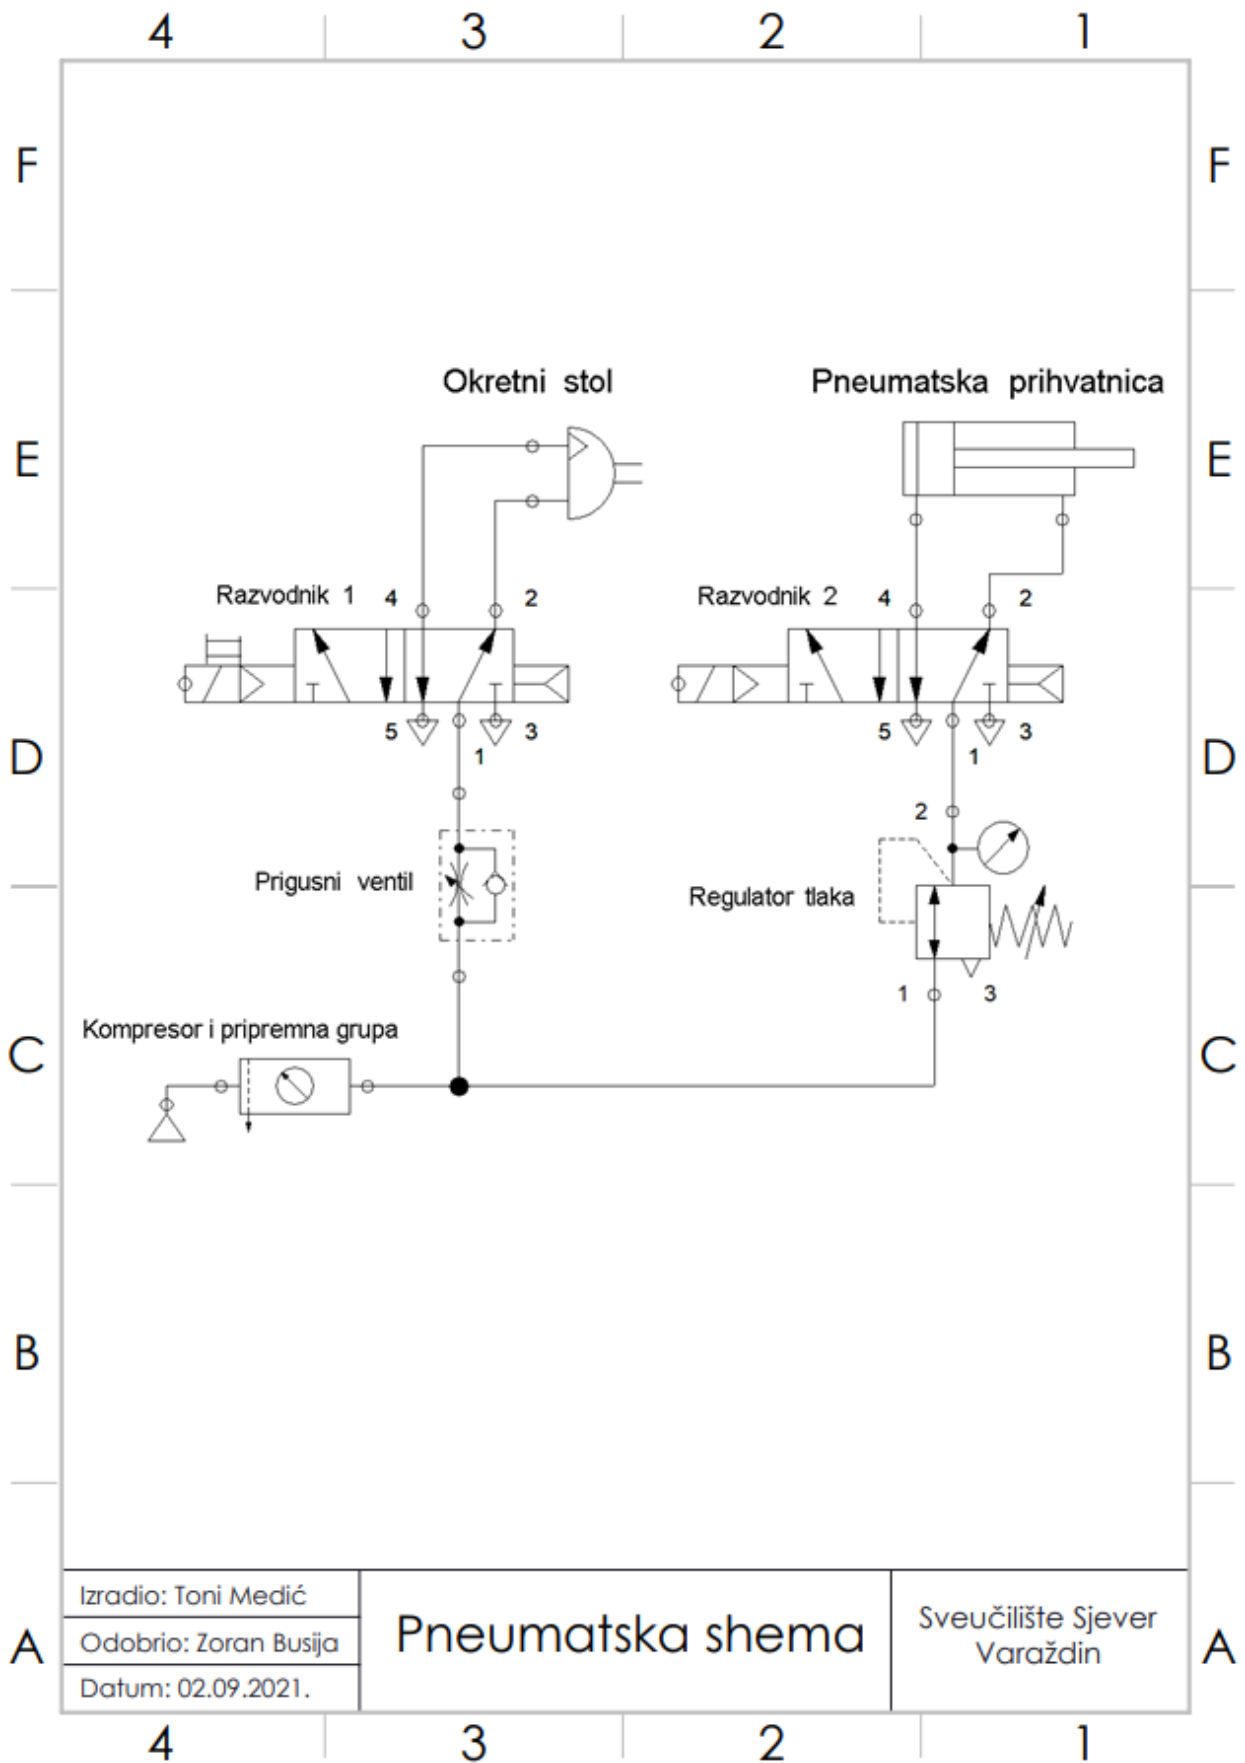 4 3 2 1
F F
Okretni stol Pneumatska prihvatnica
E E
Razvodnik 1 4 2 Razvodnik 2 4 2
5 1 3 5 1 3
D D
2
Prigusni ventil Regulator tlaka
1 3
Kompresor i pripremna grupa
C C
B B
Izradio: Toni Medić
Odobrio: Zoran Busija
Datum: 02.09.2021.
Pneumatska shema
Sveučilište Sjever
Varaždin
A A
4 3 2 1